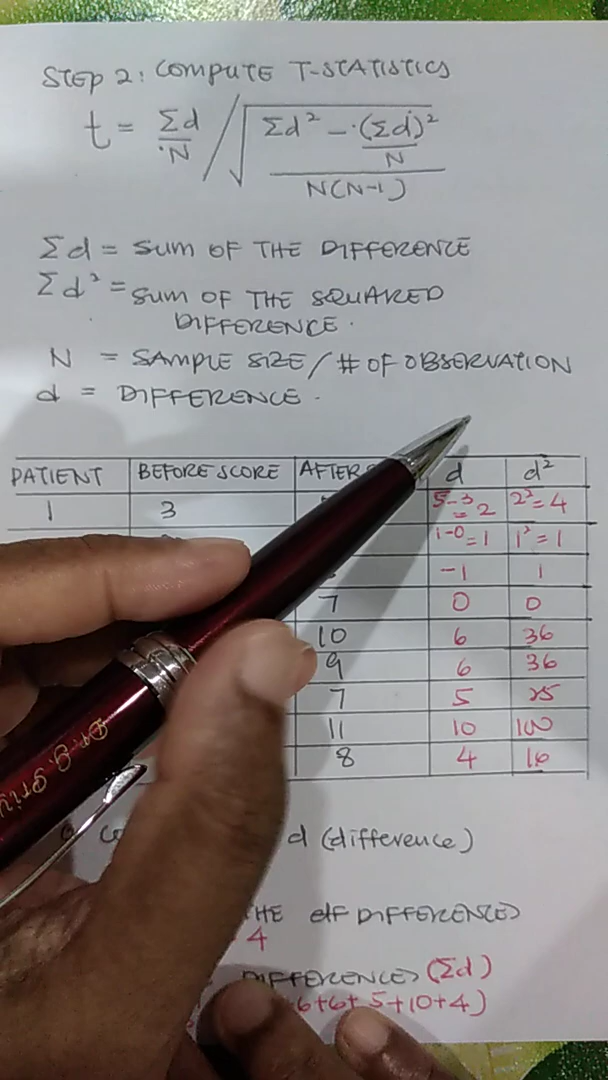 STEP 2: COMPUTE T-STATISTICS
t = Σd/N / √ Σd² - (Σd)²/N
N(N-1)
Σd = SUM OF THE DIFFERENCE
Σd² = SUM OF THE SQUARED
DIFFERENCE.
N = SAMPLE SIZE / # OF OBSERVATION
d = DIFFERENCE.
PATIENT BEFORE SCORE AFTER d d²
1 3 5-3=2 2²=4
1-0=1 1²=1
-1 1
7 0 0
10 6 36
9 6 36
7 5 25
11 10 100
8 4 16
d (difference)
THE DIFFERENCES
4
DIFFERENCES (Σd)
6+6+5+10+4)
Dr. G.